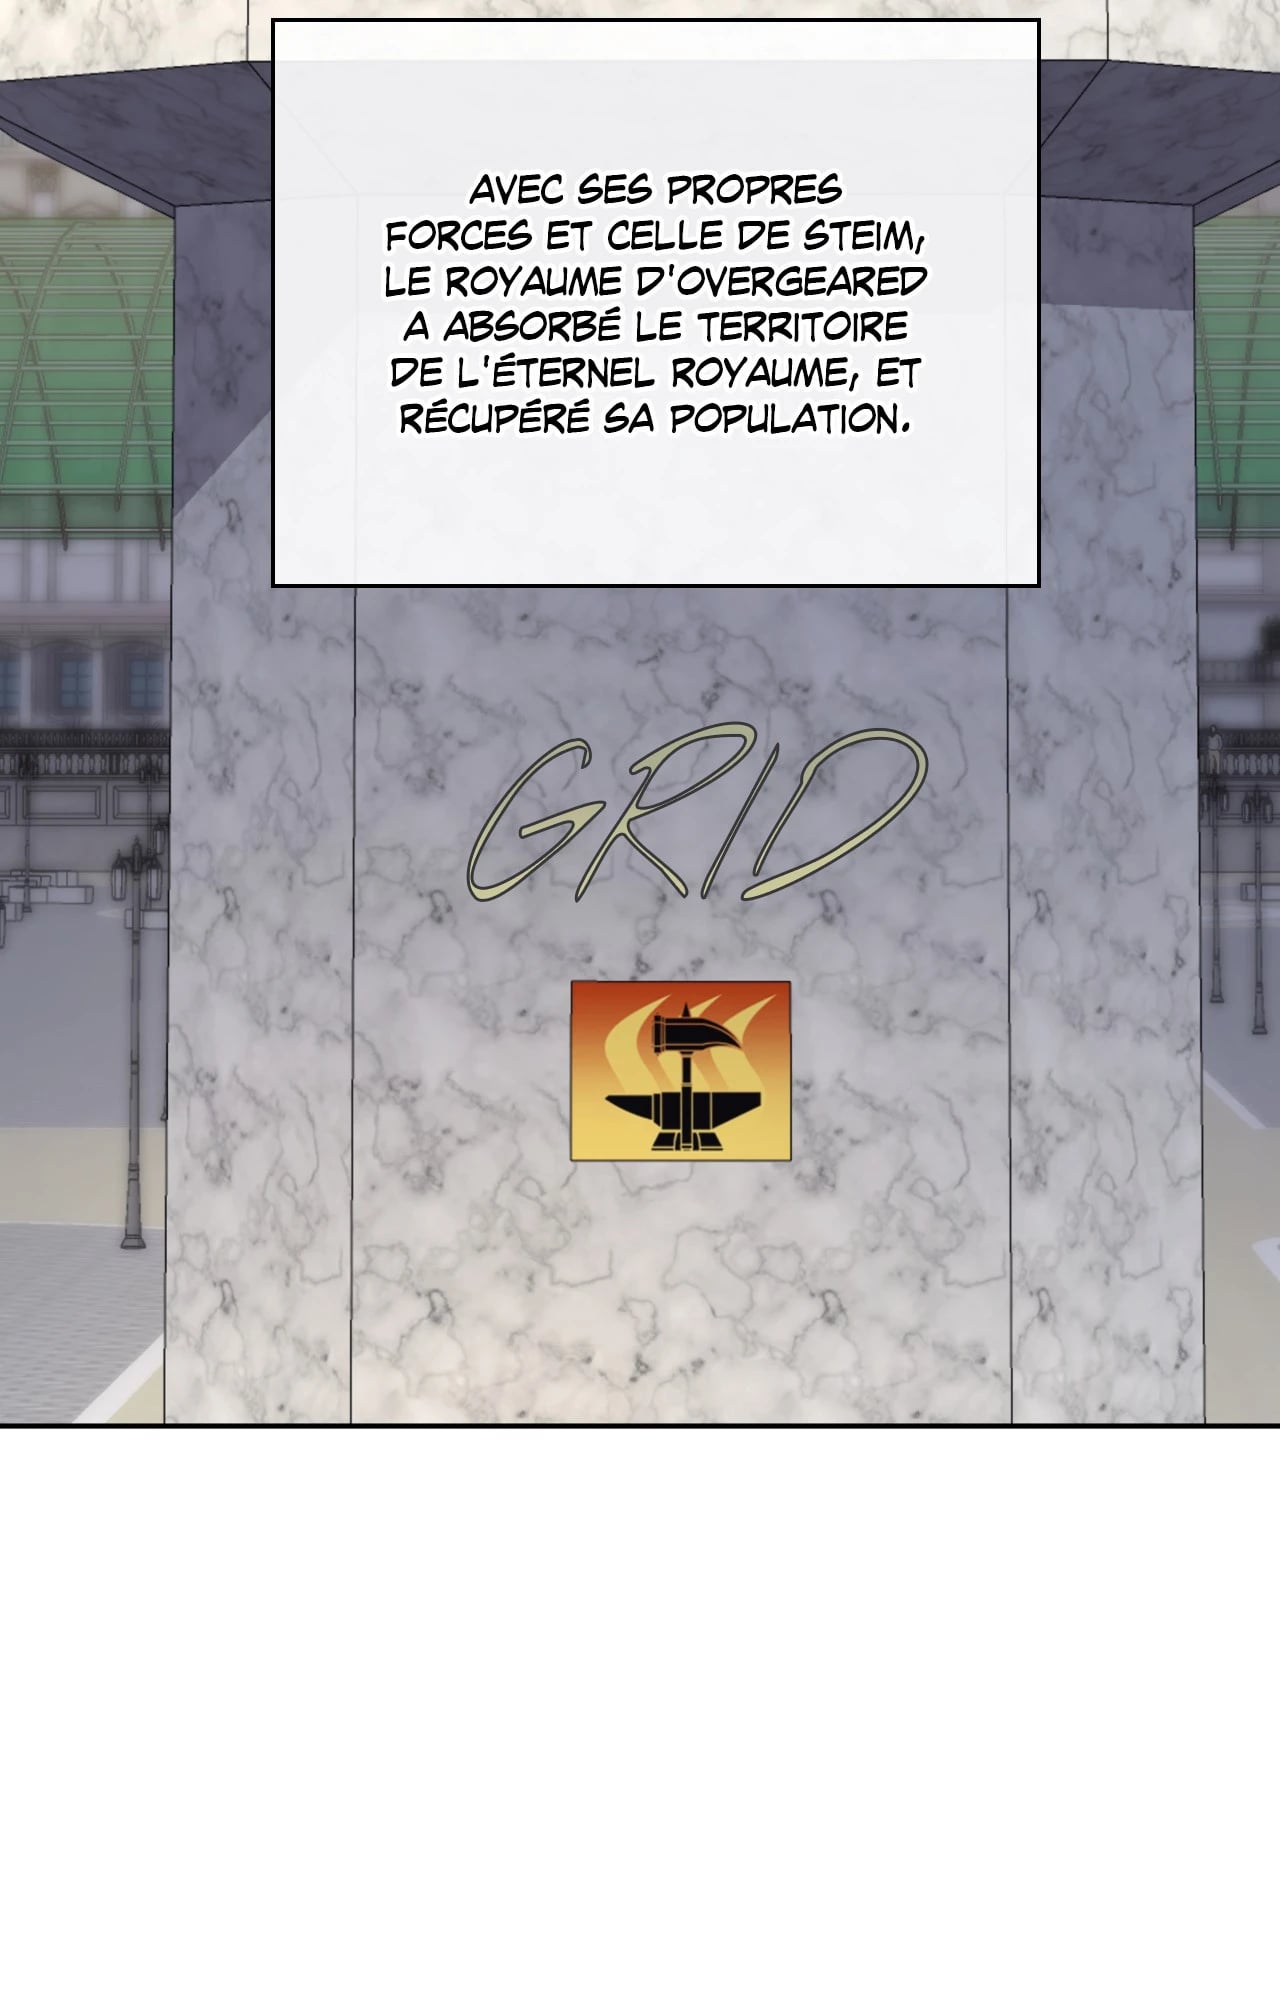 AVEC SES PROPRES
FORCES ET CELLE DE STEIM,
LE ROYAUME D'OVERGEARED
A ABSORBÉ LE TERRITOIRE
DE L'ÉTERNEL ROYAUME, ET
RÉCUPÉRÉ SA POPULATION.
GRID